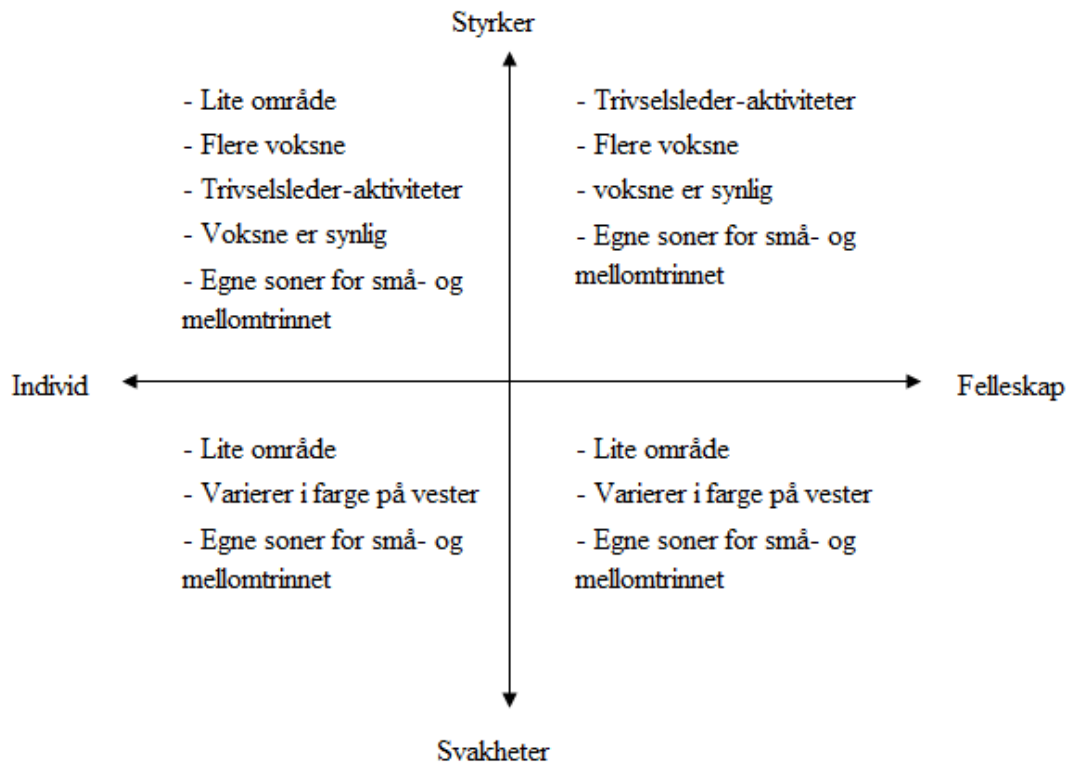 Styrker
- Lite område
- Flere voksne
- Trivselsleder-aktiviteter
- Voksne er synlig
- Egne soner for små- og
mellomtrinnet
- Trivselsleder-aktiviteter
- Flere voksne
- voksne er synlig
- Egne soner for små- og
mellomtrinnet
Individ
Felleskap
- Lite område
- Varierer i farge på vester
- Egne soner for små- og
mellomtrinnet
- Lite område
- Varierer i farge på vester
- Egne soner for små- og
mellomtrinnet
Svakheter